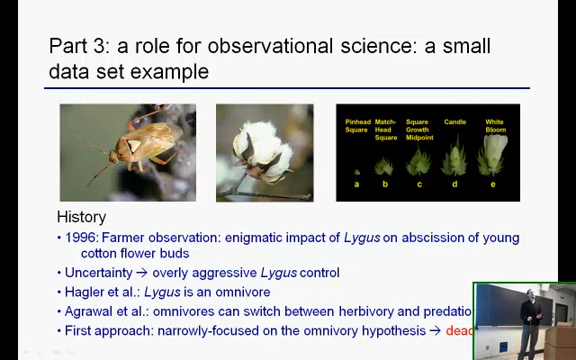 Part 3: a role for observational science: a small
data set example
Pinhead Match- Square Candle White
Square Head Growth Bloom
Square Midpoint
a b c d e
History
• 1996: Farmer observation: enigmatic impact of Lygus on abscission of young
cotton flower buds
• Uncertainty → overly aggressive Lygus control
• Hagler et al.: Lygus is an omnivore
• Agrawal et al.: omnivores can switch between herbivory and predation
• First approach: narrowly-focused on the omnivory hypothesis →